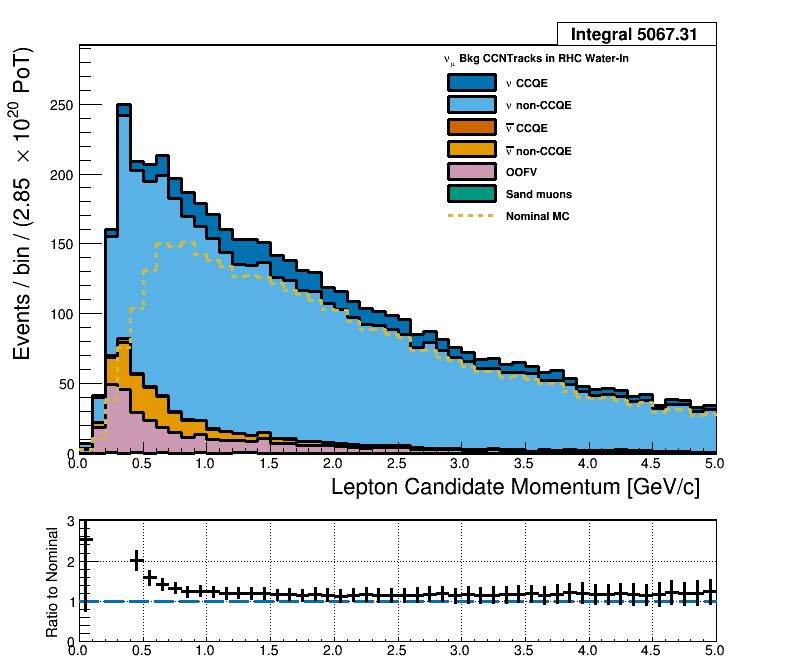 Integral 5067.31
ν_μ Bkg CCNTracks in RHC Water-In
ν CCQE
ν non-CCQE
ν̅ CCQE
ν̅ non-CCQE
OOFV
Sand muons
Nominal MC
Events / bin / (2.85 × 10^20 PoT)
250
200
150
100
50
0
0.0 0.5 1.0 1.5 2.0 2.5 3.0 3.5 4.0 4.5 5.0
Lepton Candidate Momentum [GeV/c]
Ratio to Nominal
3
2
1
0
0.0 0.5 1.0 1.5 2.0 2.5 3.0 3.5 4.0 4.5 5.0